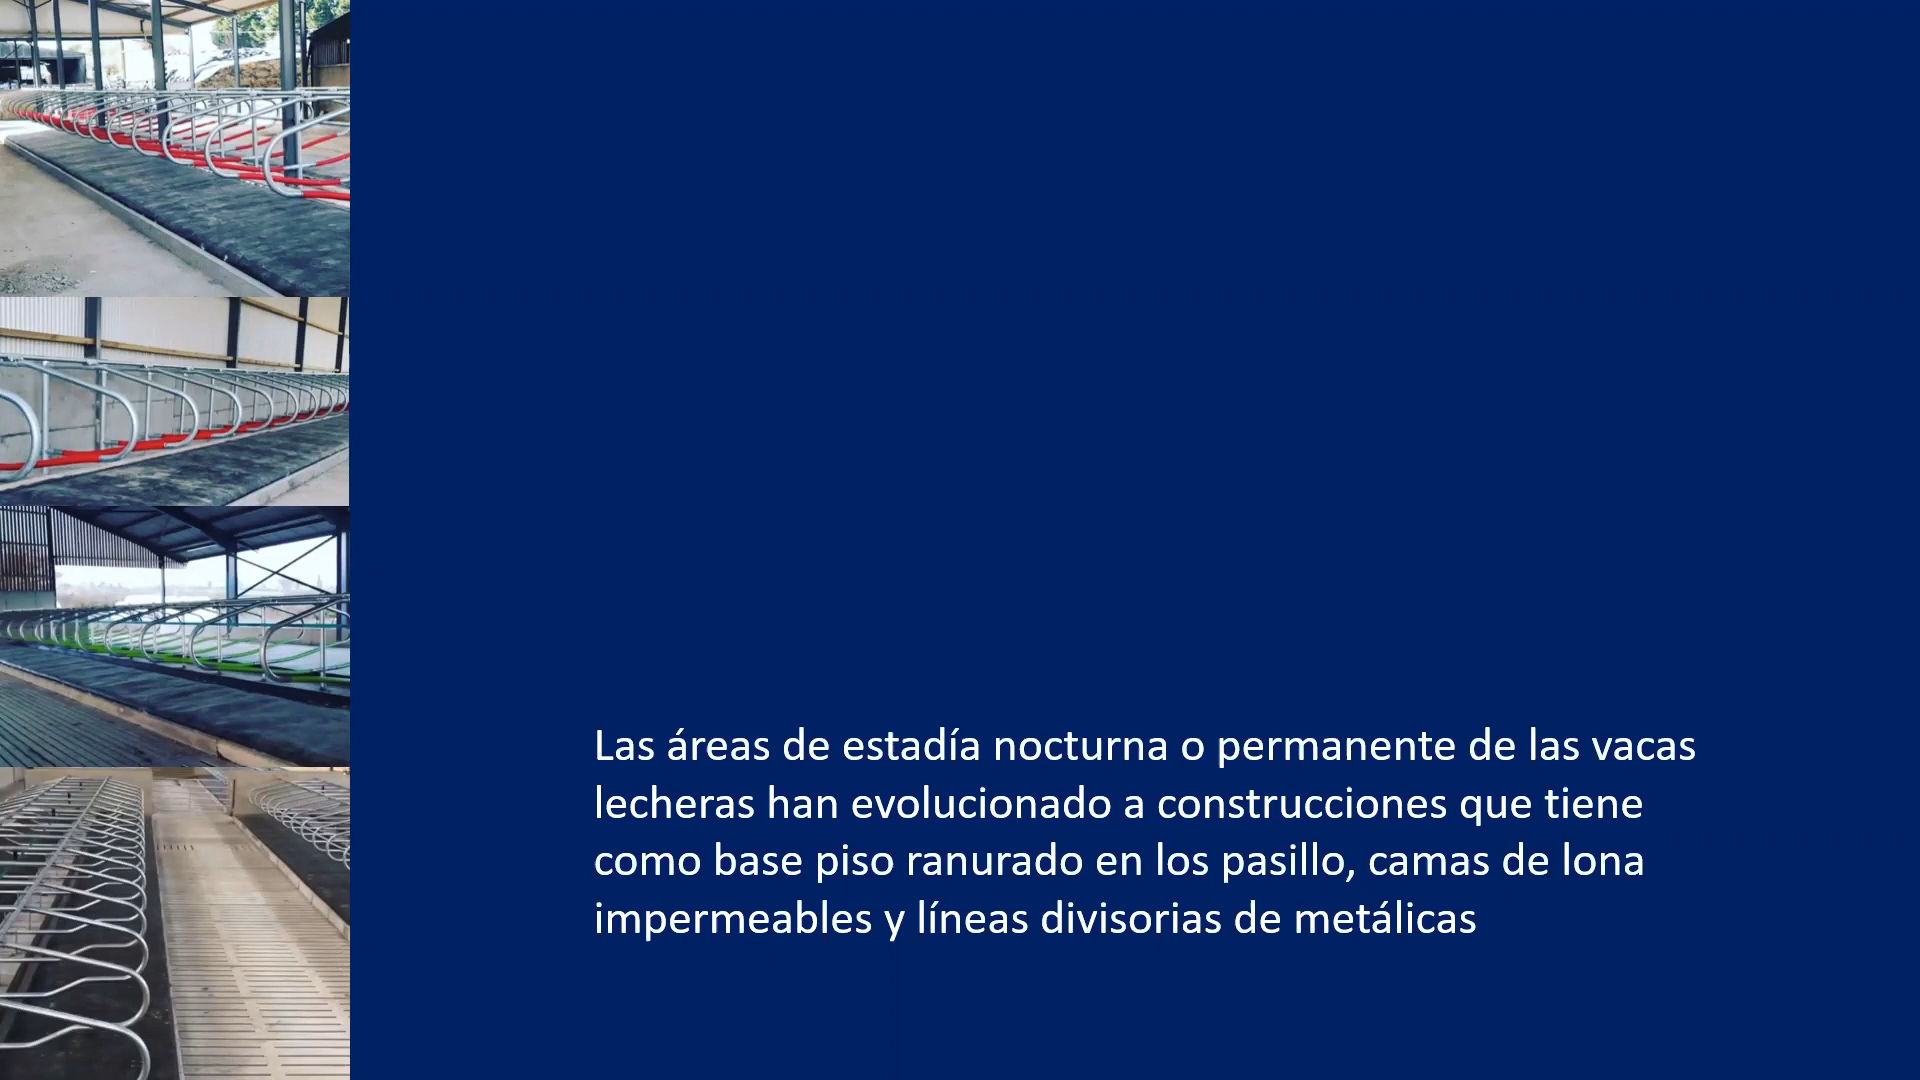 Las áreas de estadía nocturna o permanente de las vacas
lecheras han evolucionado a construcciones que tiene
como base piso ranurado en los pasillo, camas de lona
impermeables y líneas divisorias de metálicas